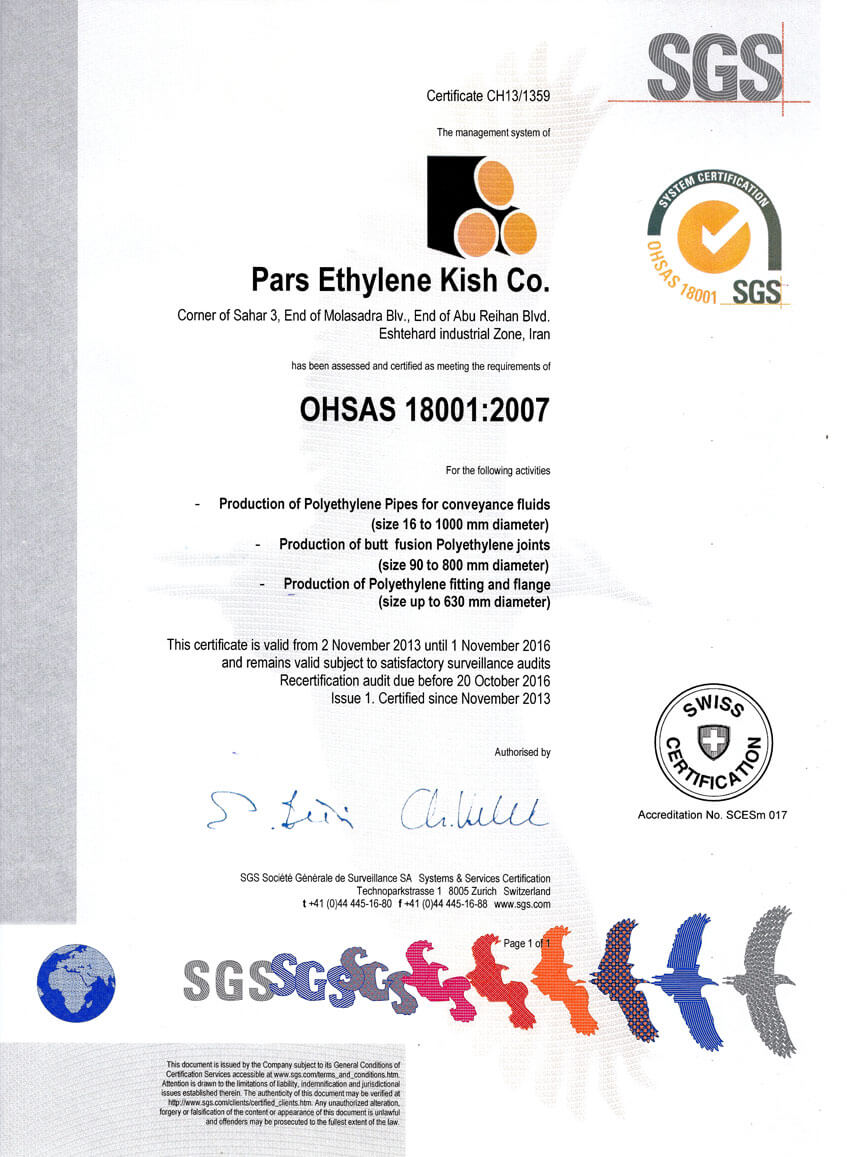 SGS
Certificate CH13/1359
The management system of
SYSTEM CERTIFICATION
OHSAS 18001
SGS
Pars Ethylene Kish Co.
Corner of Sahar 3, End of Molasadra Blv., End of Abu Reihan Blvd.
Eshtehard industrial Zone, Iran
has been assessed and certified as meeting the requirements of
OHSAS 18001:2007
For the following activities
- Production of Polyethylene Pipes for conveyance fluids
(size 16 to 1000 mm diameter)
- Production of butt fusion Polyethylene joints
(size 90 to 800 mm diameter)
- Production of Polyethylene fitting and flange
(size up to 630 mm diameter)
This certificate is valid from 2 November 2013 until 1 November 2016
and remains valid subject to satisfactory surveillance audits
Recertification audit due before 20 October 2016
Issue 1. Certified since November 2013
Authorised by
SWISS
CERTIFICATION
Accreditation No. SCESm 017
SGS Société Générale de Surveillance SA Systems & Services Certification
Technoparkstrasse 1 8005 Zurich Switzerland
t +41 (0)44 445-16-80 f +41 (0)44 445-16-88 www.sgs.com
Page 1 of 1
SGSSGSSGS
This document is issued by the Company subject to its General Conditions of
Certification Services accessible at www.sgs.com/terms_and_conditions.htm.
Attention is drawn to the limitations of liability, indemnification and jurisdictional
issues established therein. The authenticity of this document may be verified at
http://www.sgs.com/clients/certified_clients.htm. Any unauthorized alteration,
forgery or falsification of the content or appearance of this document is unlawful
and offenders may be prosecuted to the fullest extent of the law.